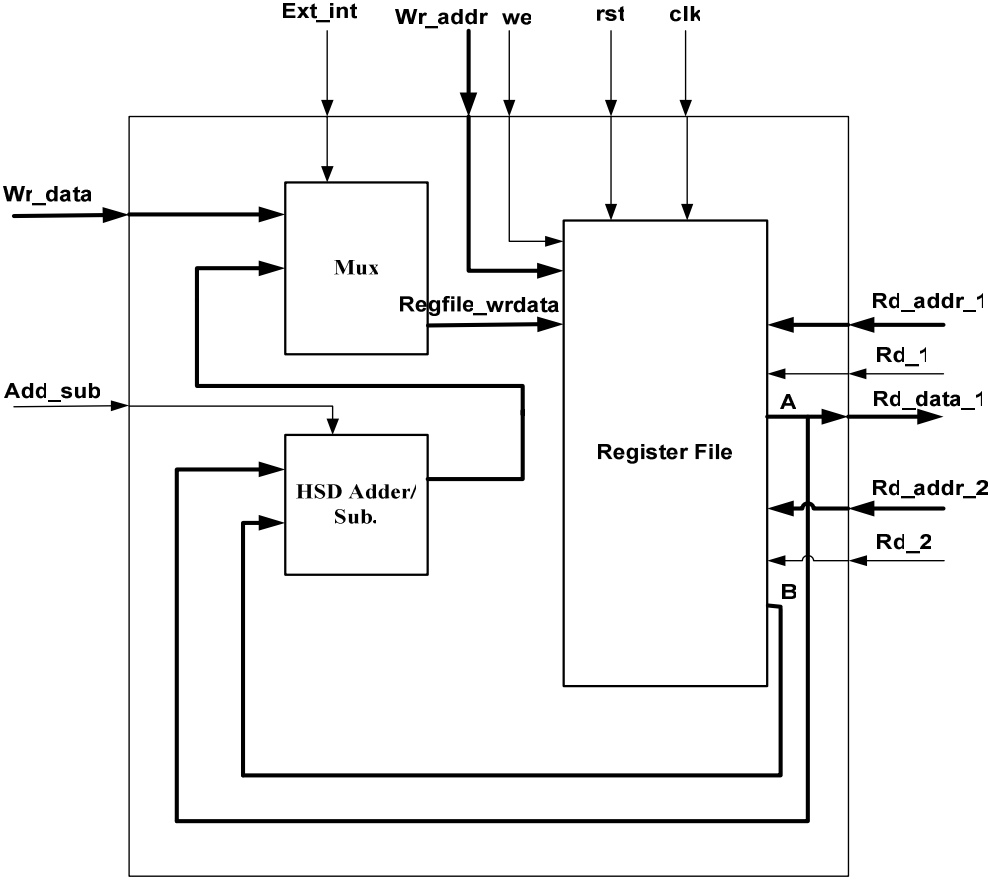 Ext_int
Wr_addr
we
rst
clk
Wr_data
Mux
Regfile_wrdata
Rd_addr_1
Rd_1
Add_sub
A
Rd_data_1
Register File
HSD Adder/
Sub.
Rd_addr_2
Rd_2
B